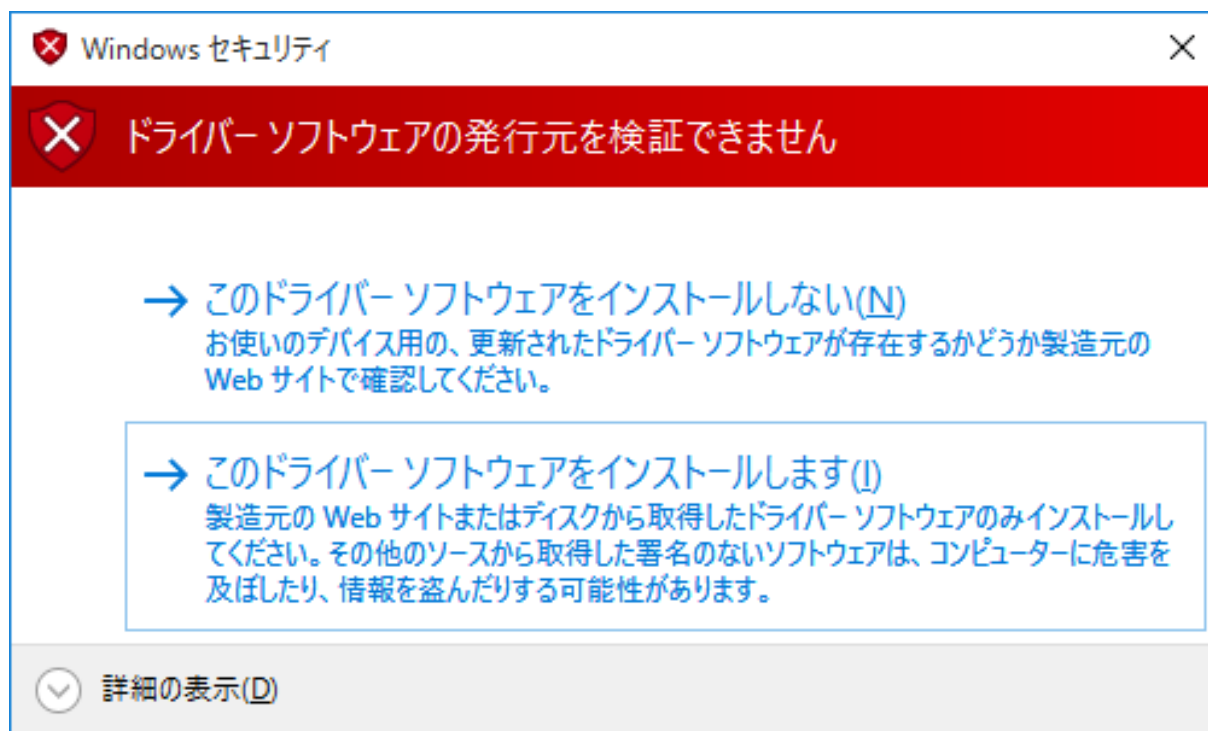 Windows セキュリティ
ドライバー ソフトウェアの発行元を検証できません
このドライバー ソフトウェアをインストールしない(N)
お使いのデバイス用の、更新されたドライバー ソフトウェアが存在するかどうか製造元の
Web サイトで確認してください。
このドライバー ソフトウェアをインストールします(I)
製造元の Web サイトまたはディスクから取得したドライバー ソフトウェアのみインストールし
てください。その他のソースから取得した署名のないソフトウェアは、コンピューターに危害を
及ぼしたり、情報を盗んだりする可能性があります。
詳細の表示(D)